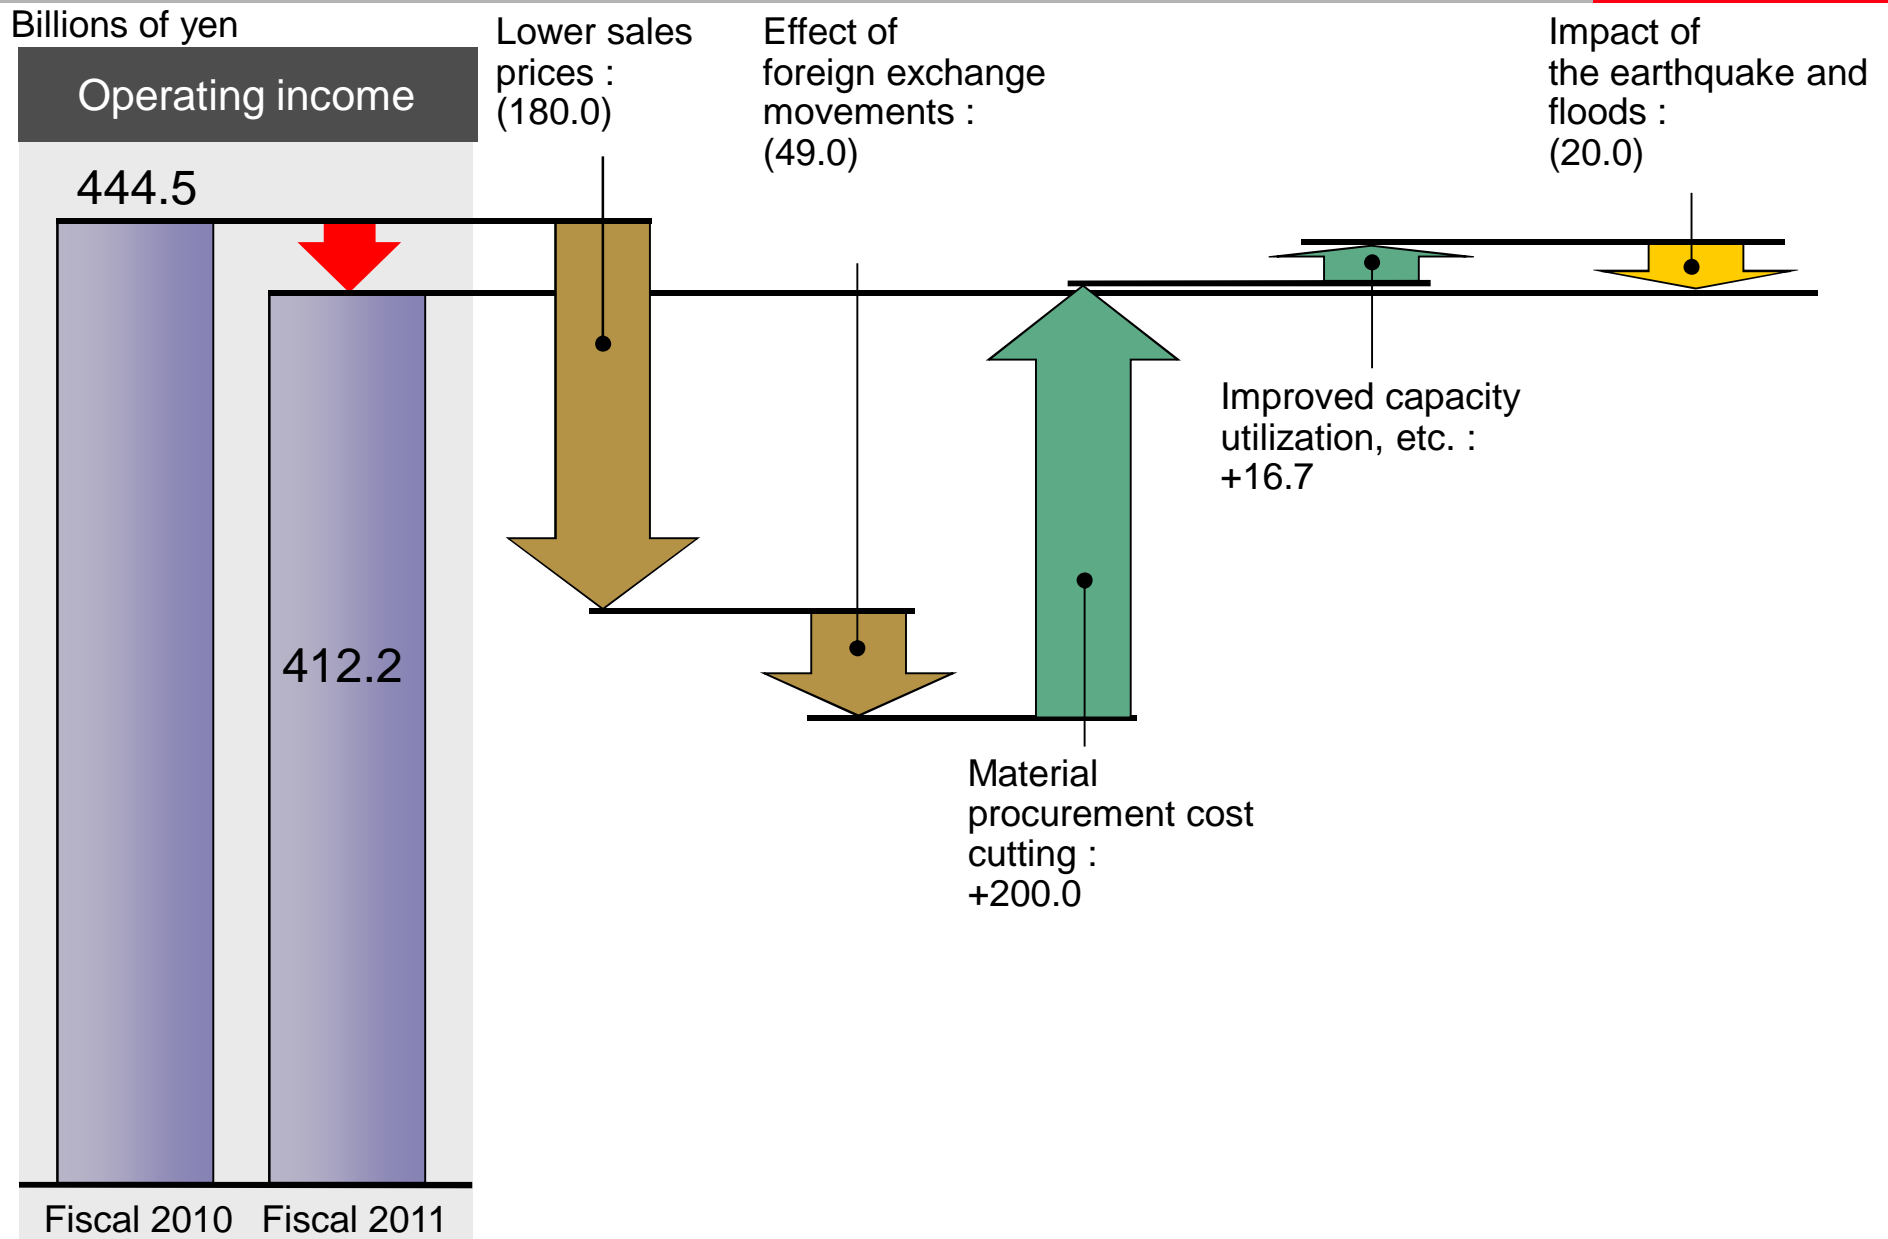 Billions of yen
Operating income
444.5
412.2
Fiscal 2010
Fiscal 2011
Lower sales
prices :
(180.0)
Effect of
foreign exchange
movements :
(49.0)
Material
procurement cost
cutting :
+200.0
Improved capacity
utilization, etc. :
+16.7
Impact of
the earthquake and
floods :
(20.0)